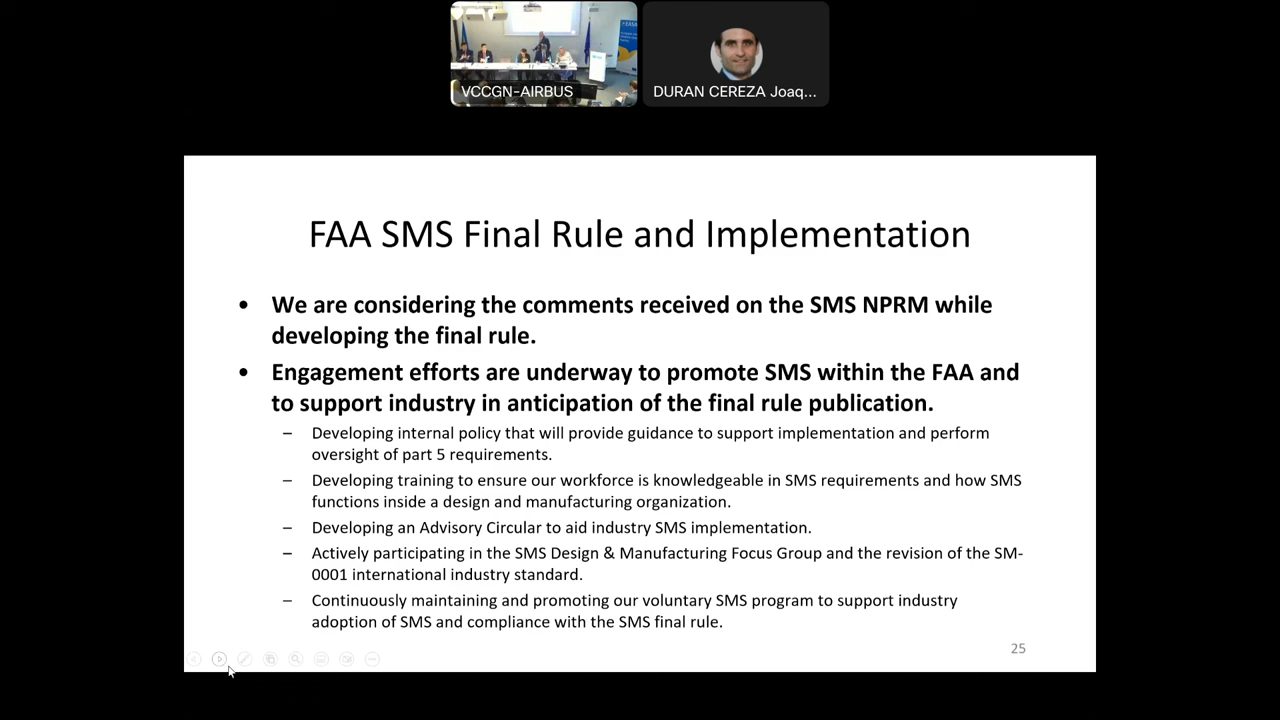 EASA
VCCGN-AIRBUS
DURAN CEREZA Joaq...
FAA SMS Final Rule and Implementation
• We are considering the comments received on the SMS NPRM while
developing the final rule.
• Engagement efforts are underway to promote SMS within the FAA and
to support industry in anticipation of the final rule publication.
– Developing internal policy that will provide guidance to support implementation and perform
oversight of part 5 requirements.
– Developing training to ensure our workforce is knowledgeable in SMS requirements and how SMS
functions inside a design and manufacturing organization.
– Developing an Advisory Circular to aid industry SMS implementation.
– Actively participating in the SMS Design & Manufacturing Focus Group and the revision of the SM-
0001 international industry standard.
– Continuously maintaining and promoting our voluntary SMS program to support industry
adoption of SMS and compliance with the SMS final rule.
25